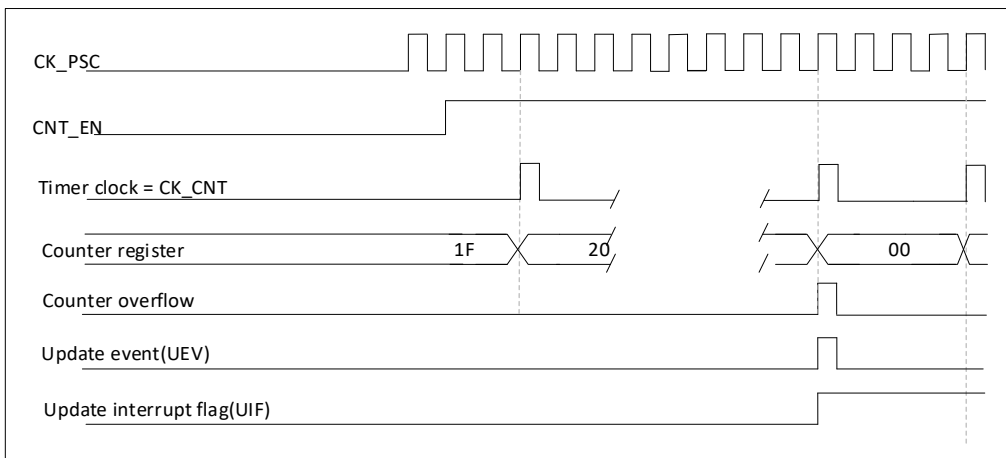 CK_PSC
CNT_EN
Timer clock = CK_CNT
Counter register 1F 20 00
Counter overflow
Update event(UEV)
Update interrupt flag(UIF)